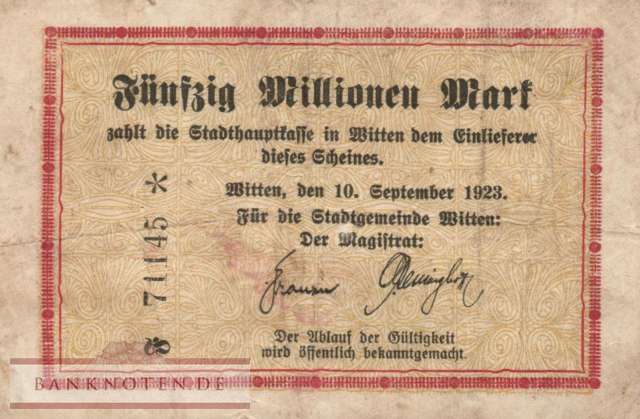 Fünfzig Millionen Mark
zahlt die Stadthauptkasse in Witten dem Einlieferer
dieses Scheines.
Witten, den 10. September 1923.
Für die Stadtgemeinde Witten:
Der Magistrat:
Der Ablauf der Gültigkeit
wird öffentlich bekanntgemacht.
71145 *
BANKNOTEN.DE